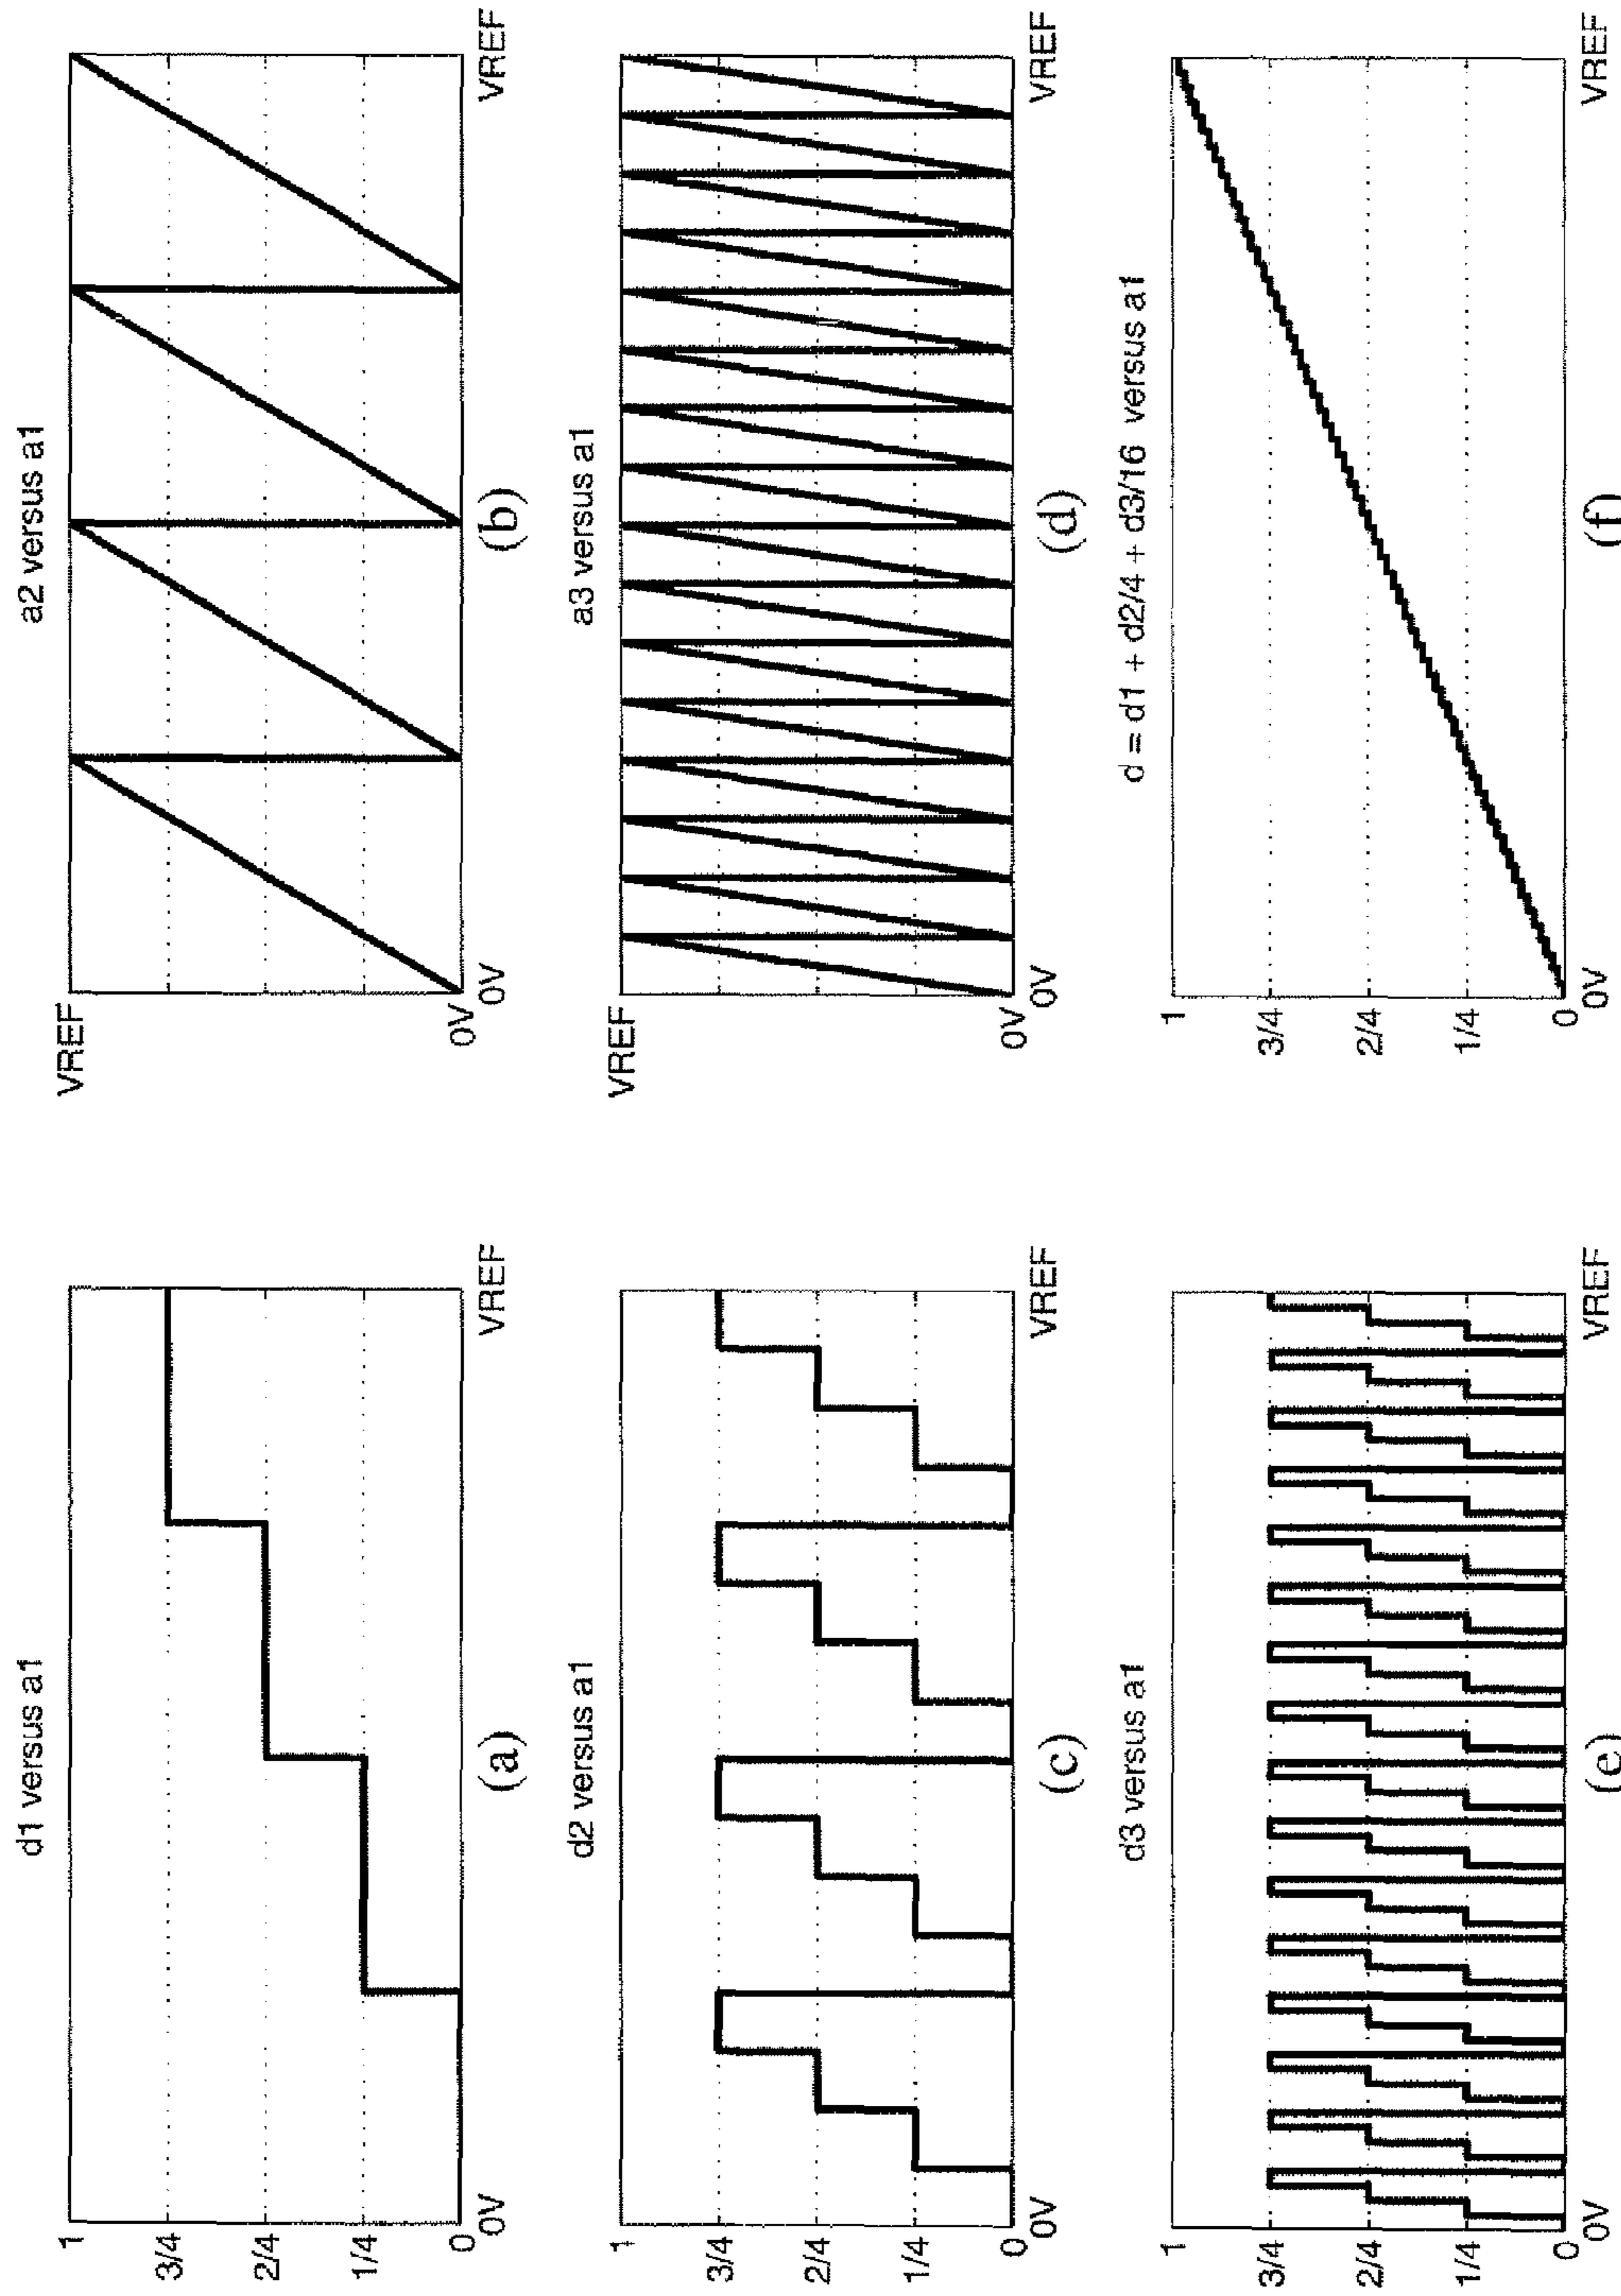 d1 versus a1
1
3/4
2/4
1/4
0
0V
VREF
(a)
a2 versus a1
VREF
0V
0V
VREF
(b)
d2 versus a1
1
3/4
2/4
1/4
0
0V
VREF
(c)
a3 versus a1
VREF
0V
0V
VREF
(d)
d3 versus a1
1
3/4
2/4
1/4
0
0V
VREF
(e)
d = d1 + d2/4 + d3/16 versus a1
1
3/4
2/4
1/4
0
0V
VREF
(f)